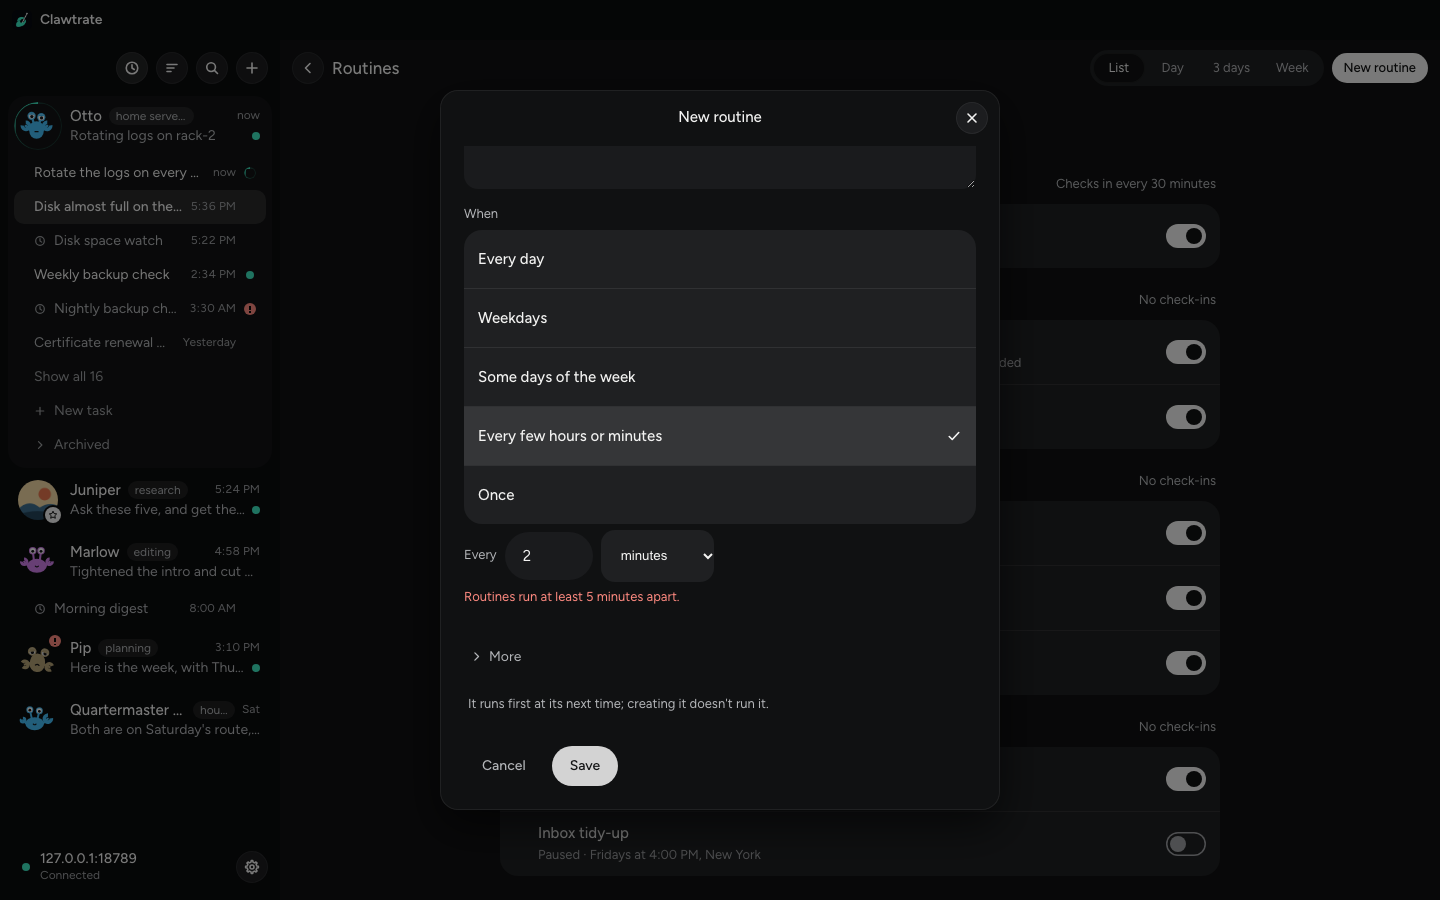 Clawtrate
Routines
List
Day
3 days
Week
New routine
Otto
home serve...
now
Rotating logs on rack-2
Rotate the logs on every ...
now
Disk almost full on the...
5:36 PM
Disk space watch
5:22 PM
Weekly backup check
2:34 PM
Nightly backup ch...
3:30 AM
Certificate renewal ...
Yesterday
Show all 16
New task
Archived
Juniper
research
5:24 PM
Ask these five, and get the...
Marlow
editing
4:58 PM
Tightened the intro and cut ...
Morning digest
8:00 AM
Pip
planning
3:10 PM
Here is the week, with Thu...
Quartermaster ...
hou...
Sat
Both are on Saturday's route,...
127.0.0.1:18789
Connected
New routine
When
Every day
Weekdays
Some days of the week
Every few hours or minutes
Once
Every
2
minutes
Routines run at least 5 minutes apart.
More
It runs first at its next time; creating it doesn't run it.
Cancel
Save
Checks in every 30 minutes
No check-ins
ded
No check-ins
No check-ins
Inbox tidy-up
Paused · Fridays at 4:00 PM, New York